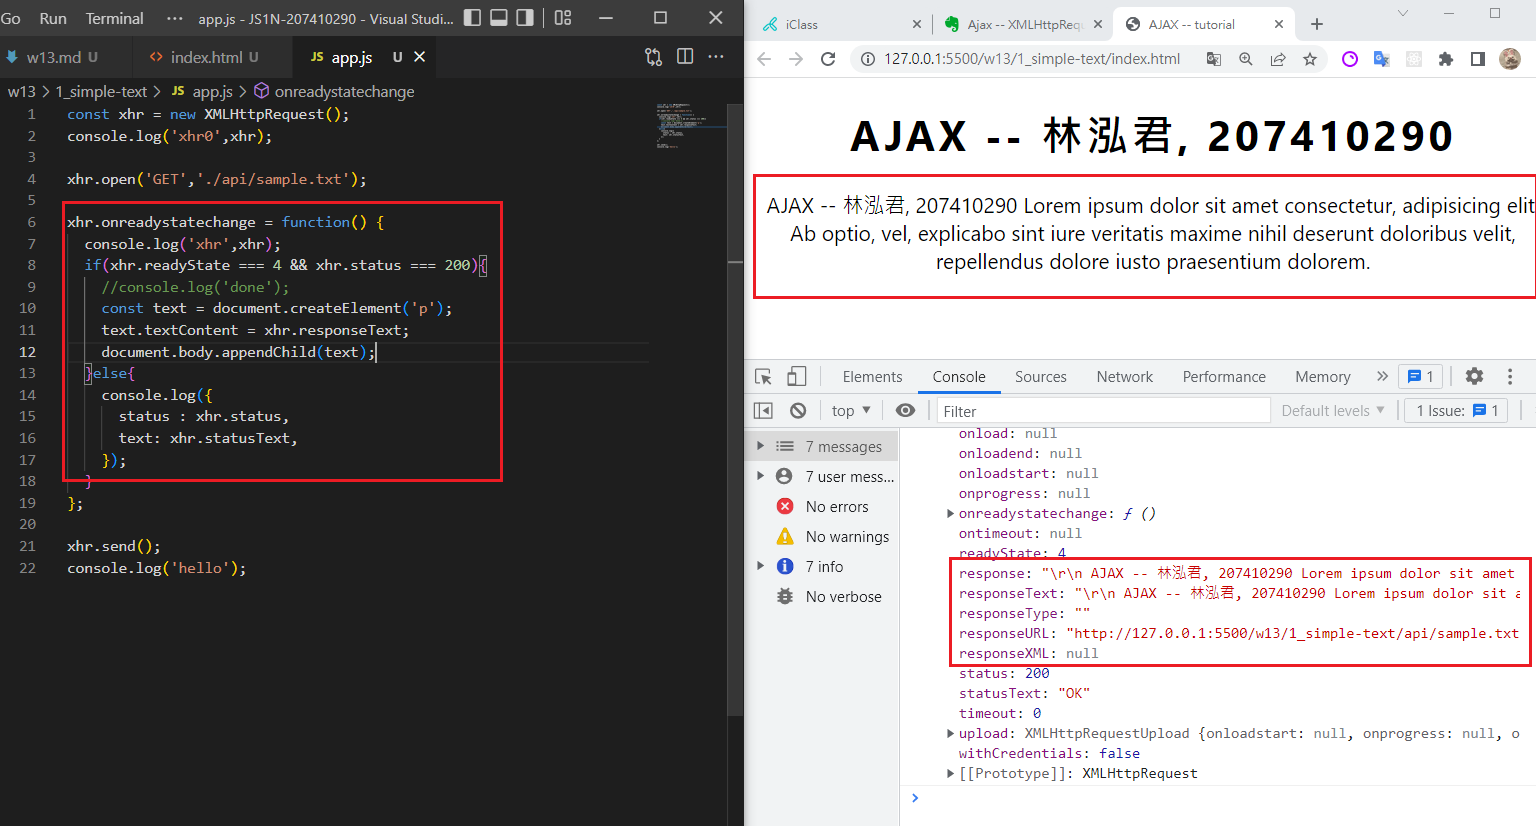 Go Run Terminal ··· app.js - JS1N-207410290 - Visual Studi...
w13.md U index.html U JS app.js U
w13 > 1_simple-text > JS app.js > onreadystatechange
1 const xhr = new XMLHttpRequest();
2 console.log('xhr0',xhr);
3
4 xhr.open('GET','./api/sample.txt');
5
6 xhr.onreadystatechange = function() {
7 console.log('xhr',xhr);
8 if(xhr.readyState === 4 && xhr.status === 200){
9 //console.log('done');
10 const text = document.createElement('p');
11 text.textContent = xhr.responseText;
12 document.body.appendChild(text);
13 }else{
14 console.log({
15 status : xhr.status,
16 text: xhr.statusText,
17 });
18 }
19 };
20
21 xhr.send();
22 console.log('hello');
iClass Ajax -- XMLHttpRequ AJAX -- tutorial
127.0.0.1:5500/w13/1_simple-text/index.html
AJAX -- 林泓君, 207410290
AJAX -- 林泓君, 207410290 Lorem ipsum dolor sit amet consectetur, adipisicing elit
Ab optio, vel, explicabo sint iure veritatis maxime nihil deserunt doloribus velit,
repellendus dolore iusto praesentium dolorem.
Elements Console Sources Network Performance Memory » 1
top Filter Default levels 1 Issue: 1
7 messages
7 user mess...
No errors
No warnings
7 info
No verbose
onload: null
onloadend: null
onloadstart: null
onprogress: null
onreadystatechange: ƒ ()
ontimeout: null
readyState: 4
response: "\r\n AJAX -- 林泓君, 207410290 Lorem ipsum dolor sit amet
responseText: "\r\n AJAX -- 林泓君, 207410290 Lorem ipsum dolor sit a
responseType: ""
responseURL: "http://127.0.0.1:5500/w13/1_simple-text/api/sample.txt
responseXML: null
status: 200
statusText: "OK"
timeout: 0
upload: XMLHttpRequestUpload {onloadstart: null, onprogress: null, o
withCredentials: false
[[Prototype]]: XMLHttpRequest